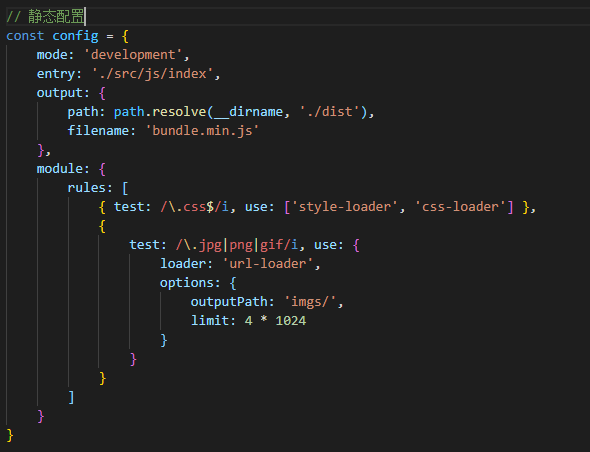 // 静态配置
const config = {
    mode: 'development',
    entry: './src/js/index',
    output: {
        path: path.resolve(__dirname, './dist'),
        filename: 'bundle.min.js'
    },
    module: {
        rules: [
            { test: /\.css$/i, use: ['style-loader', 'css-loader'] },
            {
                test: /\.jpg|png|gif/i, use: {
                    loader: 'url-loader',
                    options: {
                        outputPath: 'imgs/',
                        limit: 4 * 1024
                    }
                }
            }
        ]
    }
}